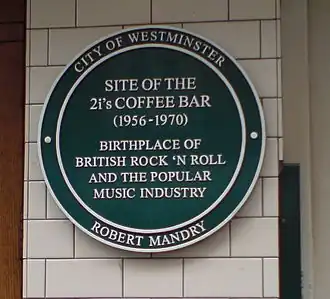 CITY OF WESTMINSTER
SITE OF THE
2i's COFFEE BAR
(1956-1970)
BIRTHPLACE OF
BRITISH ROCK 'N ROLL
AND THE POPULAR
MUSIC INDUSTRY
ROBERT MANDRY